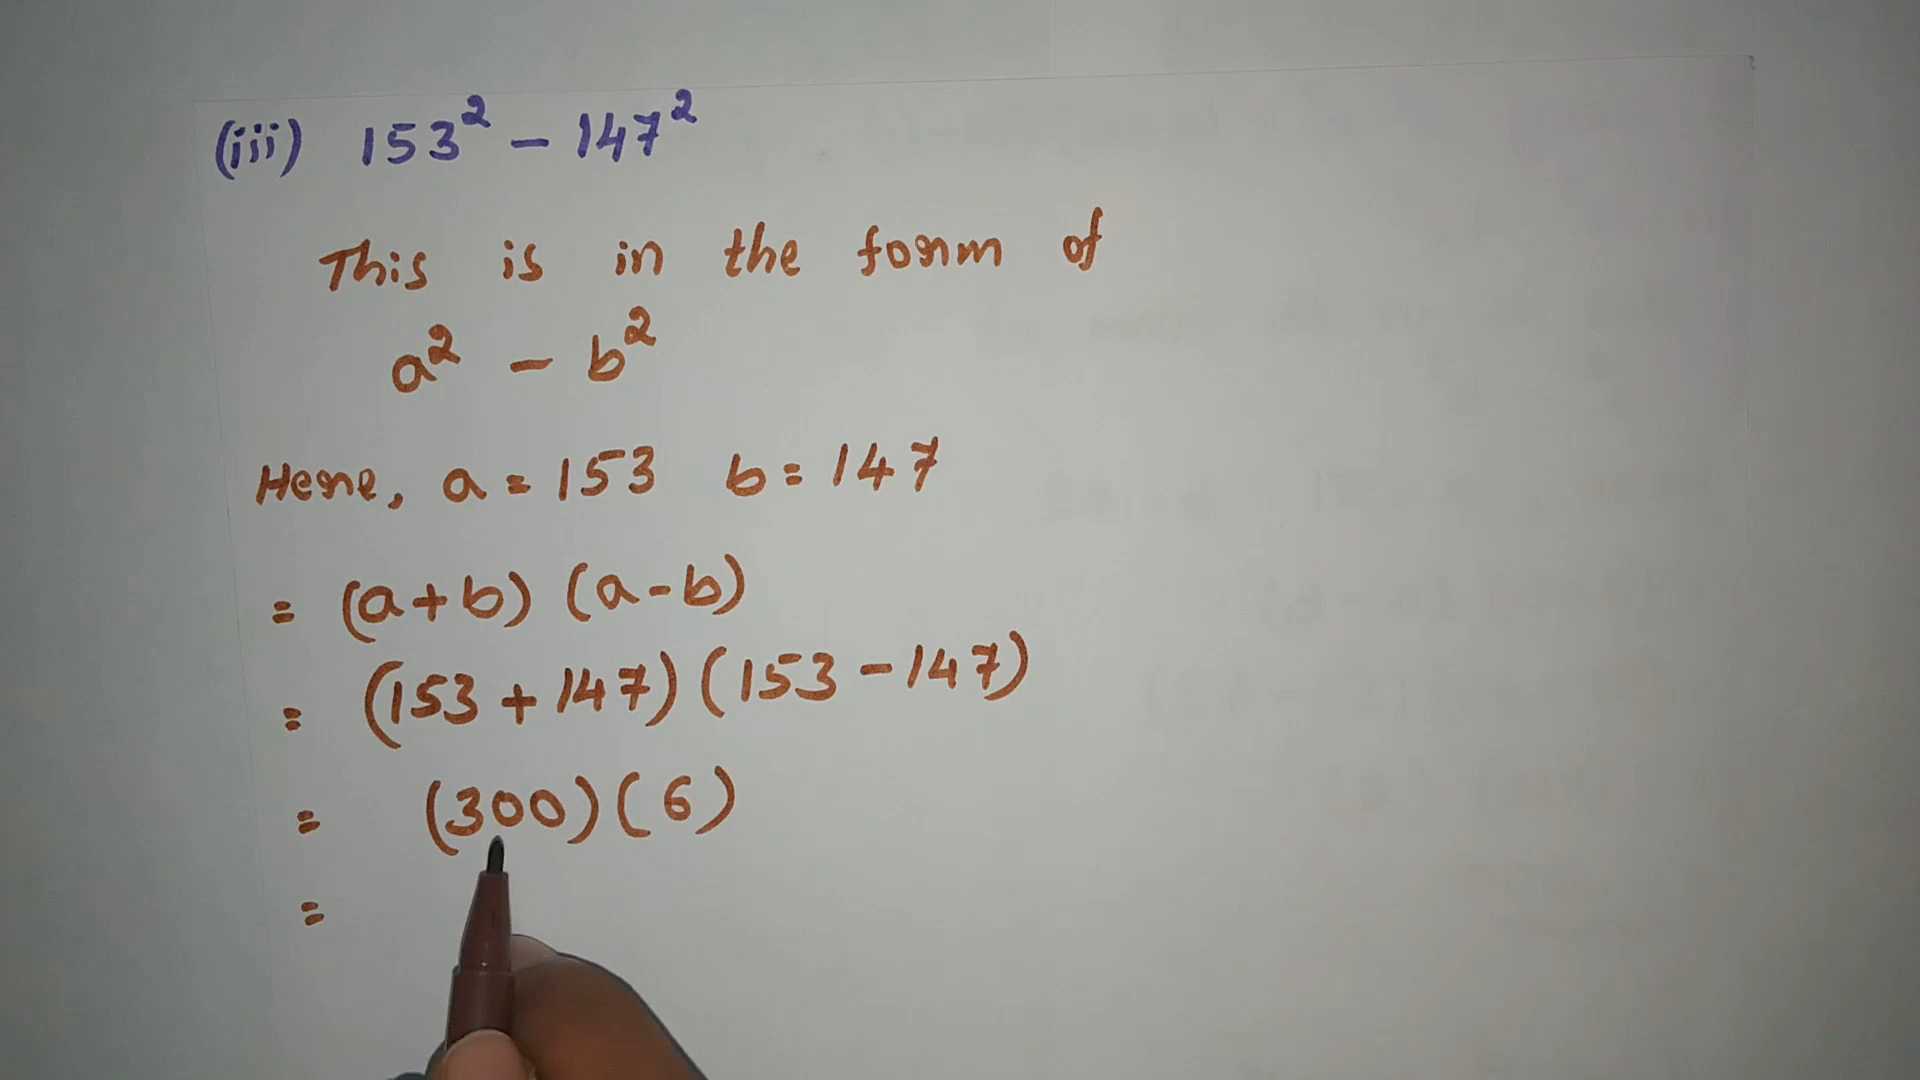 (iii) 153² - 147²
This is in the form of
a² - b²
Here, a = 153 b = 147
= (a+b) (a-b)
= (153 + 147) (153 - 147)
= (300) (6)
=